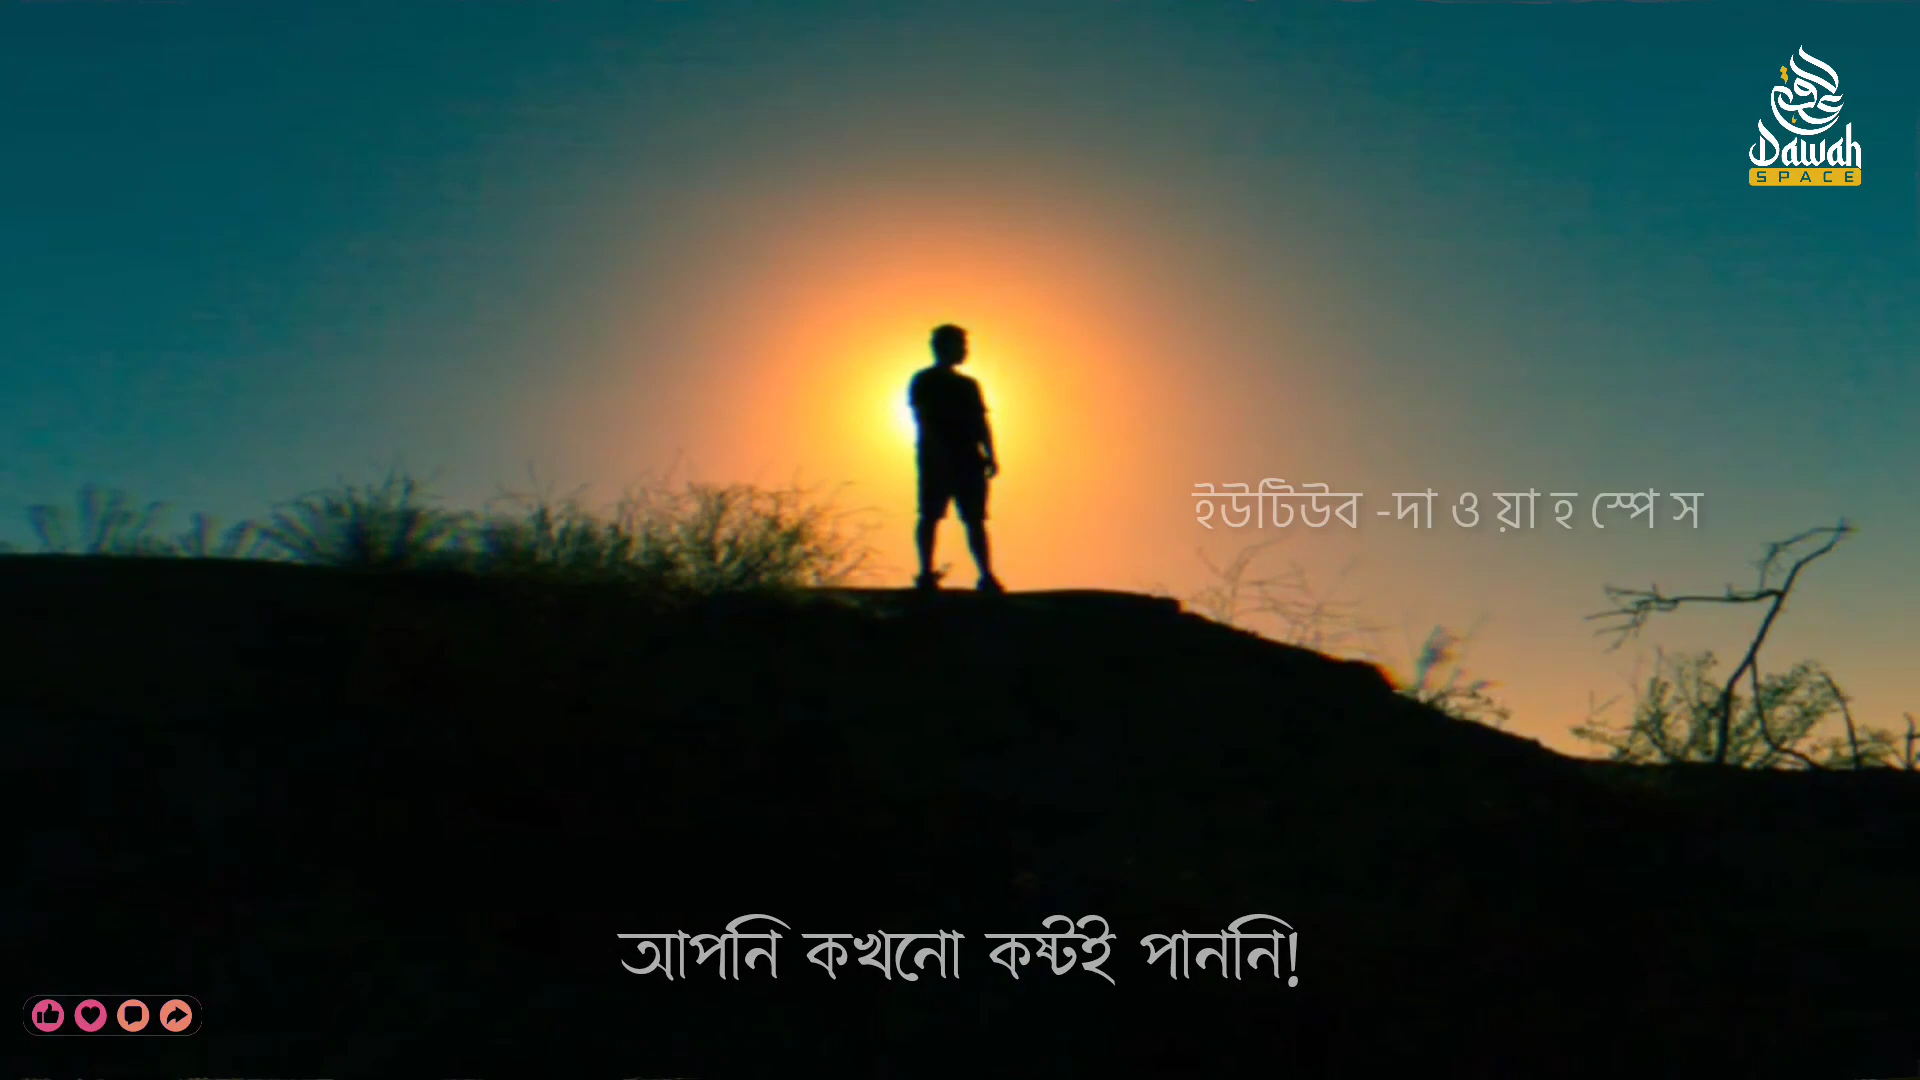 Dawah
SPACE
ইউটিউব -দা ও য়া হ স্পে স
আপনি কখনো কষ্টই পাননি!